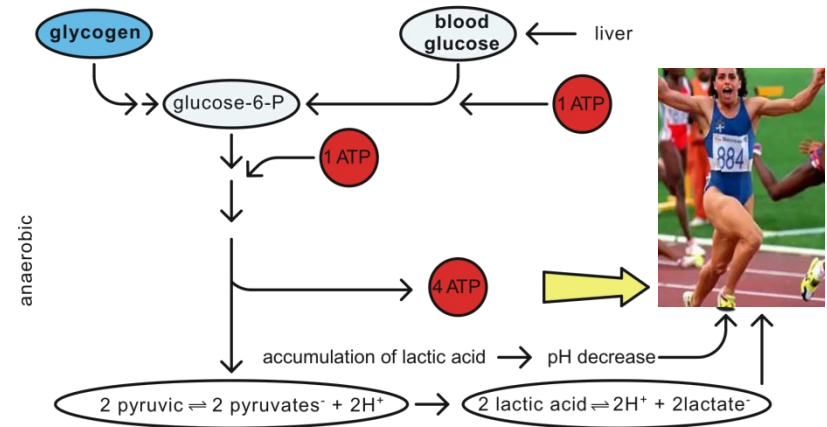 glycogen
blood
glucose
liver
glucose-6-P
1 ATP
1 ATP
884
anaerobic
4 ATP
accumulation of lactic acid
pH decrease
2 pyruvic ⇌ 2 pyruvates⁻ + 2H⁺
2 lactic acid ⇌ 2H⁺ + 2lactate⁻